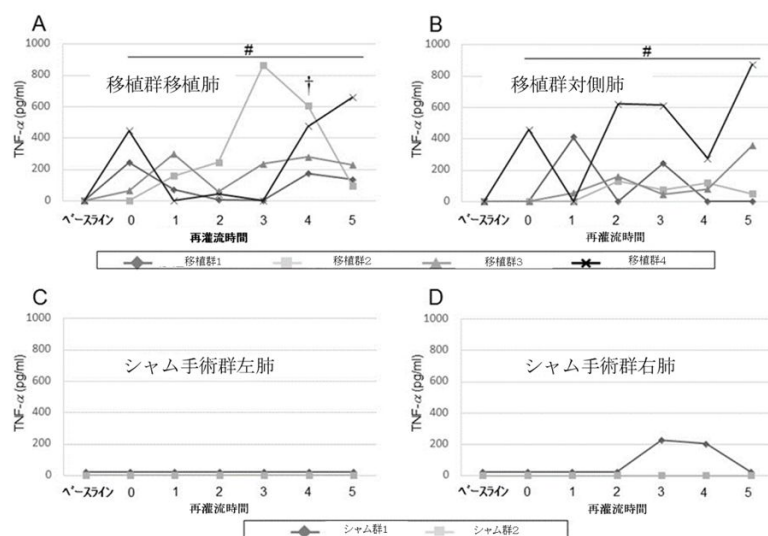 A
#
1000
800
600
400
200
0
TNF-α (pg/ml)
移植群移植肺
†
ベースライン 0 1 2 3 4 5
再灌流時間
B
#
1000
800
600
400
200
0
TNF-α (pg/ml)
移植群対側肺
ベースライン 0 1 2 3 4 5
再灌流時間
移植群1 移植群2 移植群3 移植群4
C
1000
800
600
400
200
0
TNF-α (pg/ml)
シャム手術群左肺
ベースライン 0 1 2 3 4 5
再灌流時間
D
1000
800
600
400
200
0
TNF-α (pg/ml)
シャム手術群右肺
ベースライン 0 1 2 3 4 5
再灌流時間
シャム群1 シャム群2